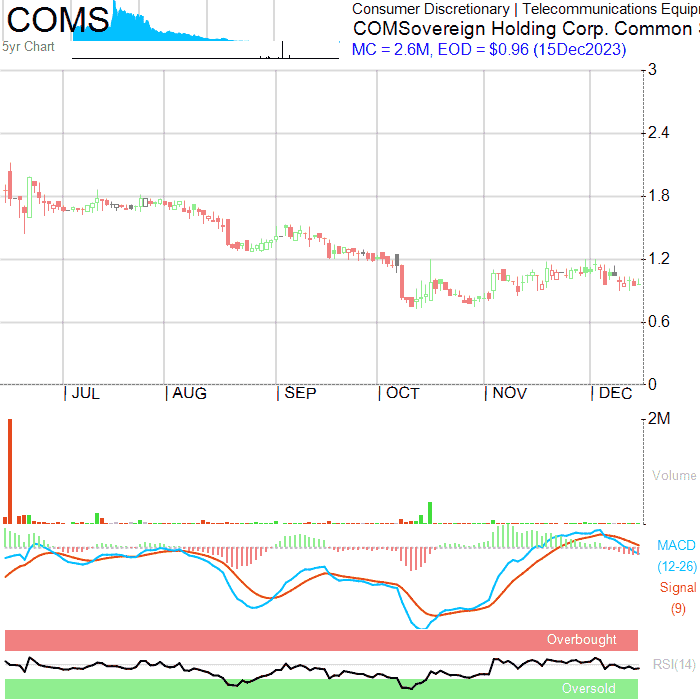 COMS
5yr Chart
Consumer Discretionary | Telecommunications Equip
COMSovereign Holding Corp. Common
MC = 2.6M, EOD = $0.96 (15Dec2023)
3
2.4
1.8
1.2
0.6
0
JUL
AUG
SEP
OCT
NOV
DEC
2M
Volume
MACD
(12-26)
Signal
(9)
Overbought
RSI(14)
Oversold